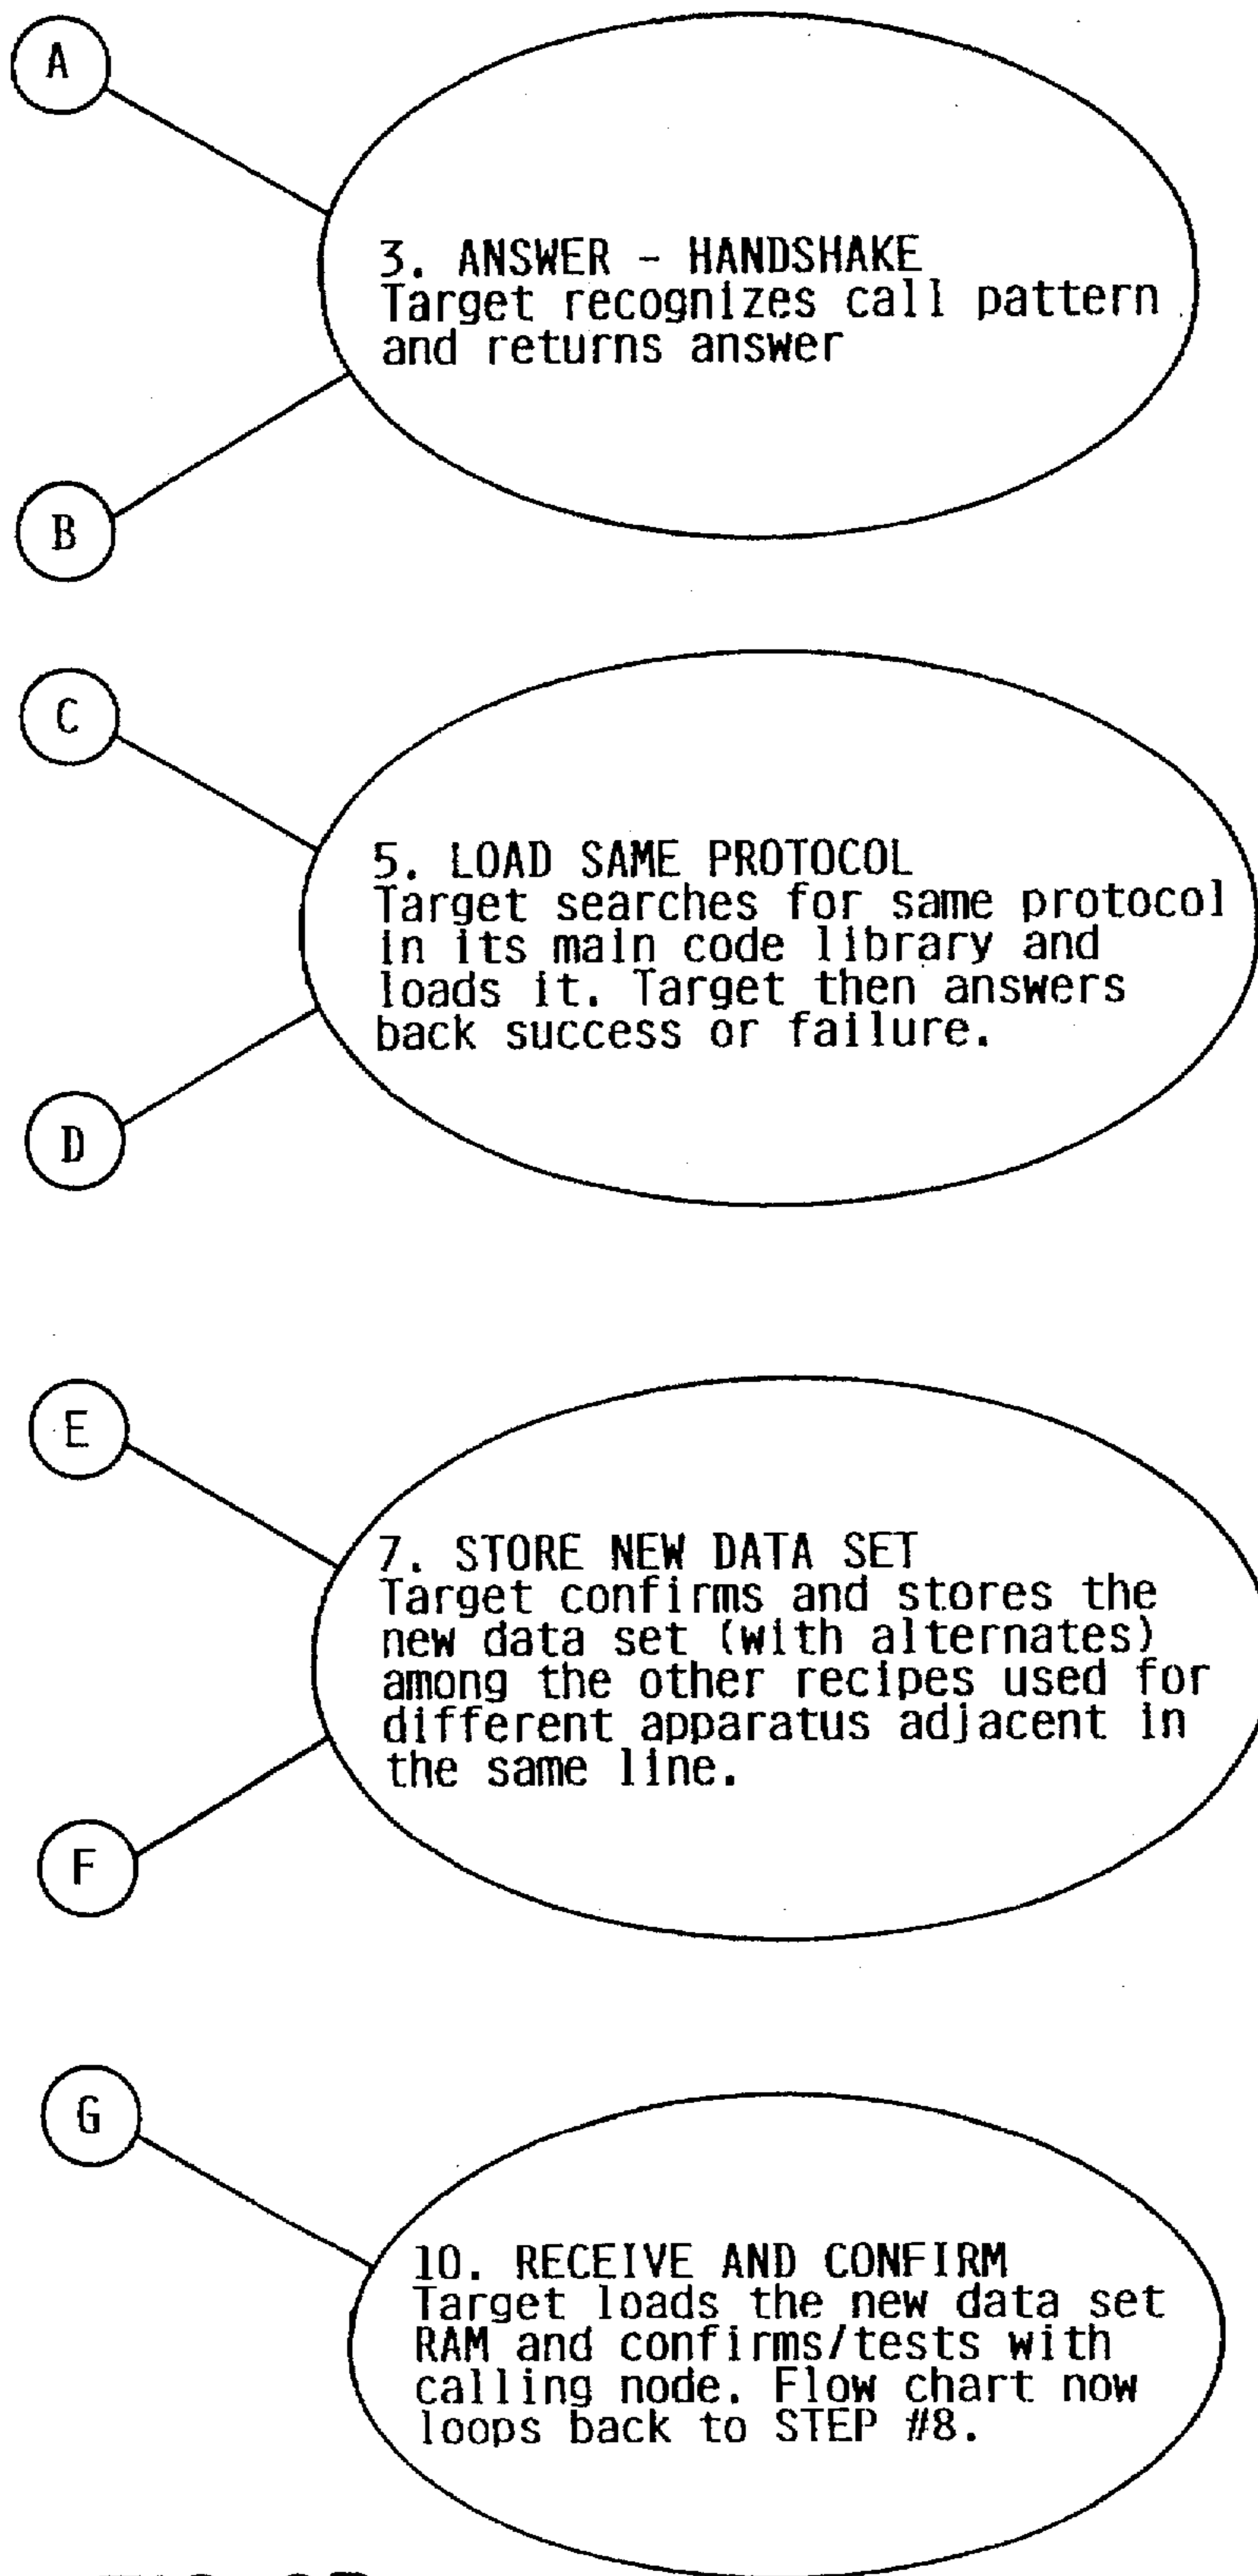 A
3. ANSWER - HANDSHAKE
Target recognizes call pattern
and returns answer
B
C
5. LOAD SAME PROTOCOL
Target searches for same protocol
in its main code library and
loads it. Target then answers
back success or failure.
D
E
7. STORE NEW DATA SET
Target confirms and stores the
new data set (with alternates)
among the other recipes used for
different apparatus adjacent in
the same line.
F
G
10. RECEIVE AND CONFIRM
Target loads the new data set
RAM and confirms/tests with
calling node. Flow chart now
loops back to STEP #8.